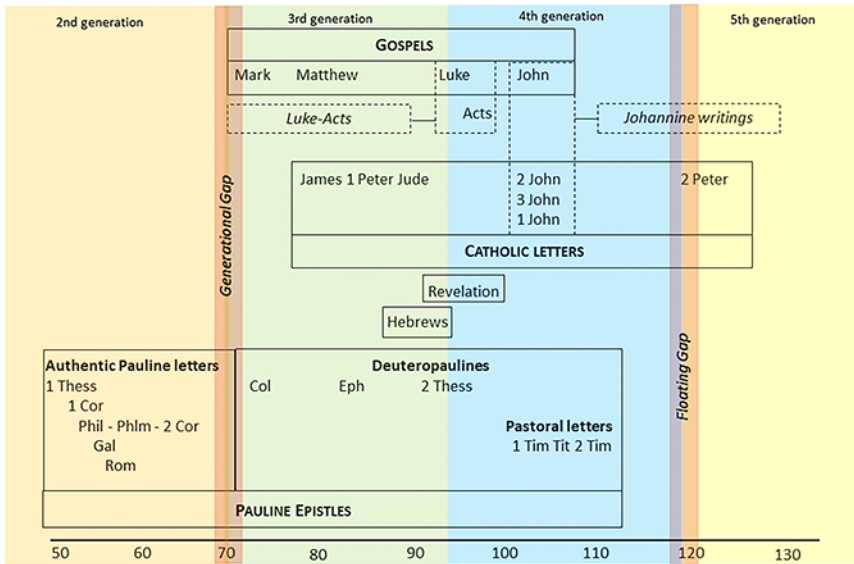 2nd generation 3rd generation 4th generation 5th generation
GOSPELS
Mark Matthew Luke John
Luke-Acts Acts Johannine writings
James 1 Peter Jude 2 John 2 Peter
3 John
1 John
CATHOLIC LETTERS
Generational Gap
Revelation
Hebrews
Floating Gap
Authentic Pauline letters Deuteropaulines
1 Thess Col Eph 2 Thess
1 Cor
Phil - Phlm - 2 Cor Pastoral letters
Gal 1 Tim Tit 2 Tim
Rom
PAULINE EPISTLES
50 60 70 80 90 100 110 120 130